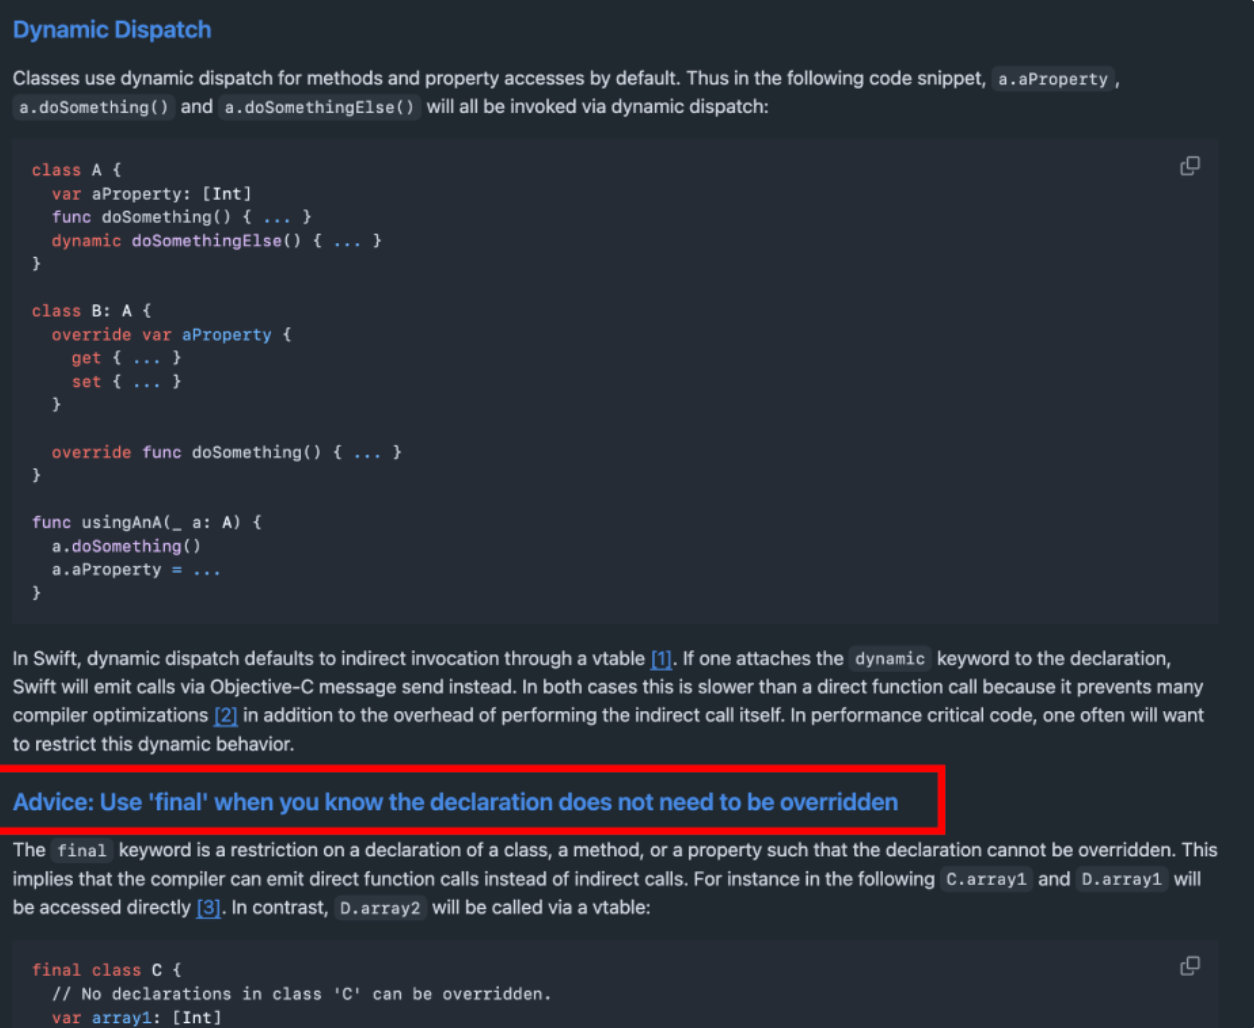 Dynamic Dispatch
Classes use dynamic dispatch for methods and property accesses by default. Thus in the following code snippet, a.aProperty ,
a.doSomething() and a.doSomethingElse() will all be invoked via dynamic dispatch:
class A {
  var aProperty: [Int]
  func doSomething() { ... }
  dynamic doSomethingElse() { ... }
}
class B: A {
  override var aProperty {
    get { ... }
    set { ... }
  }
  override func doSomething() { ... }
}
func usingAnA(_ a: A) {
  a.doSomething()
  a.aProperty = ...
}
In Swift, dynamic dispatch defaults to indirect invocation through a vtable [1]. If one attaches the dynamic keyword to the declaration,
Swift will emit calls via Objective-C message send instead. In both cases this is slower than a direct function call because it prevents many
compiler optimizations [2] in addition to the overhead of performing the indirect call itself. In performance critical code, one often will want
to restrict this dynamic behavior.
Advice: Use 'final' when you know the declaration does not need to be overridden
The final keyword is a restriction on a declaration of a class, a method, or a property such that the declaration cannot be overridden. This
implies that the compiler can emit direct function calls instead of indirect calls. For instance in the following C.array1 and D.array1 will
be accessed directly [3]. In contrast, D.array2 will be called via a vtable:
final class C {
  // No declarations in class 'C' can be overridden.
  var array1: [Int]